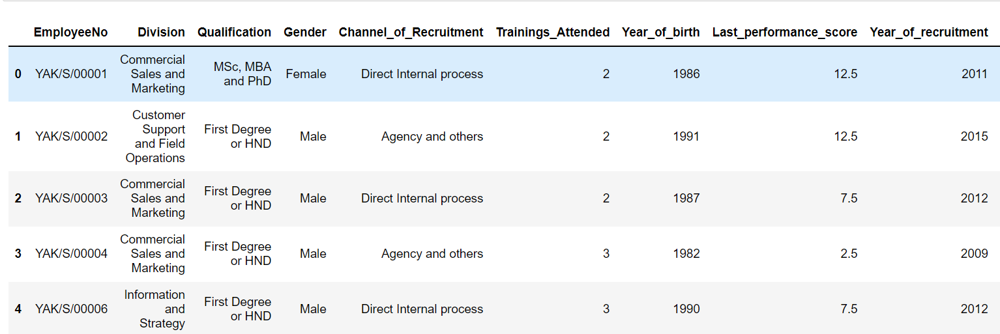 EmployeeNo Division Qualification Gender Channel_of_Recruitment Trainings_Attended Year_of_birth Last_performance_score Year_of_recruitment
0 YAK/S/00001 Commercial Sales and Marketing MSc, MBA and PhD Female Direct Internal process 2 1986 12.5 2011
1 YAK/S/00002 Customer Support and Field Operations First Degree or HND Male Agency and others 2 1991 12.5 2015
2 YAK/S/00003 Commercial Sales and Marketing First Degree or HND Male Direct Internal process 2 1987 7.5 2012
3 YAK/S/00004 Commercial Sales and Marketing First Degree or HND Male Agency and others 3 1982 2.5 2009
4 YAK/S/00006 Information and Strategy First Degree or HND Male Direct Internal process 3 1990 7.5 2012